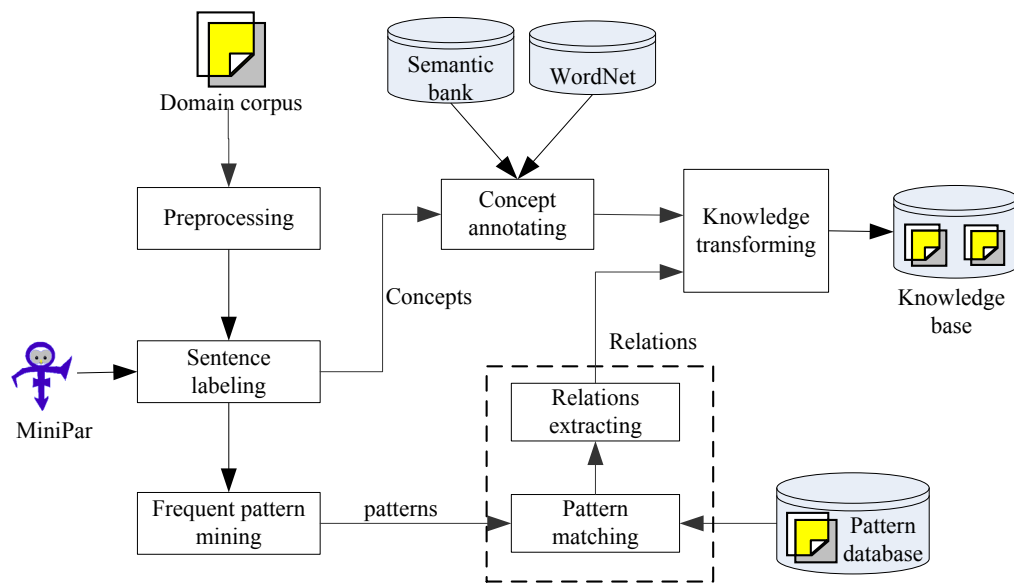 Domain corpus
Semantic
bank
WordNet
Preprocessing
Concept
annotating
Knowledge
transforming
Knowledge
base
Concepts
Relations
MiniPar
Sentence
labeling
Relations
extracting
Frequent pattern
mining
patterns
Pattern
matching
Pattern
database